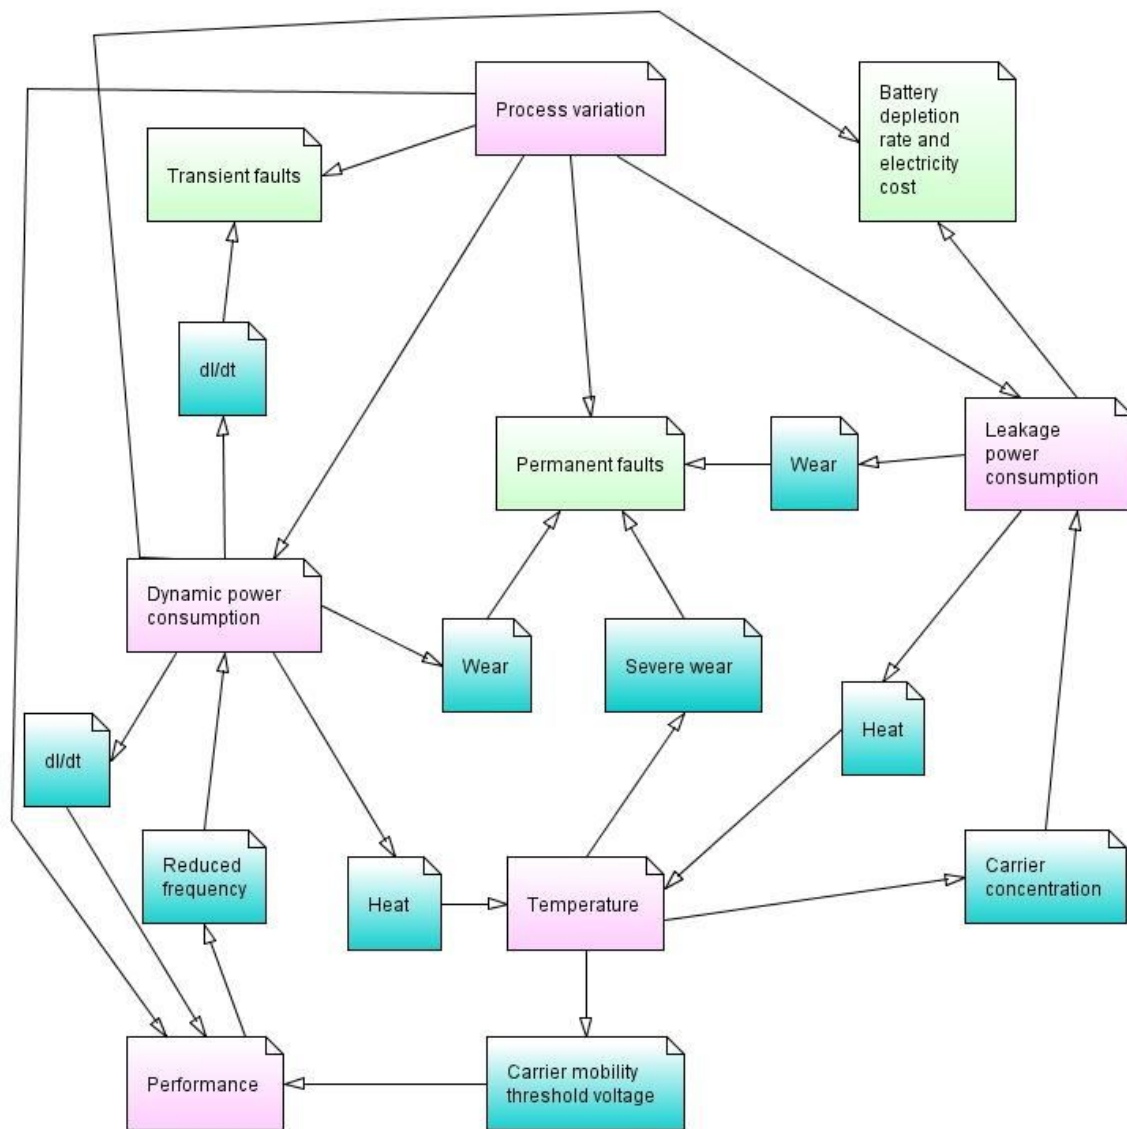 Process variation
Battery
depletion
rate and
electricity
cost
Transient faults
dI/dt
Leakage
power
consumption
Permanent faults
Wear
Dynamic power
consumption
Wear
Severe wear
Heat
dI/dt
Reduced
frequency
Heat
Temperature
Carrier
concentration
Performance
Carrier mobility
threshold voltage